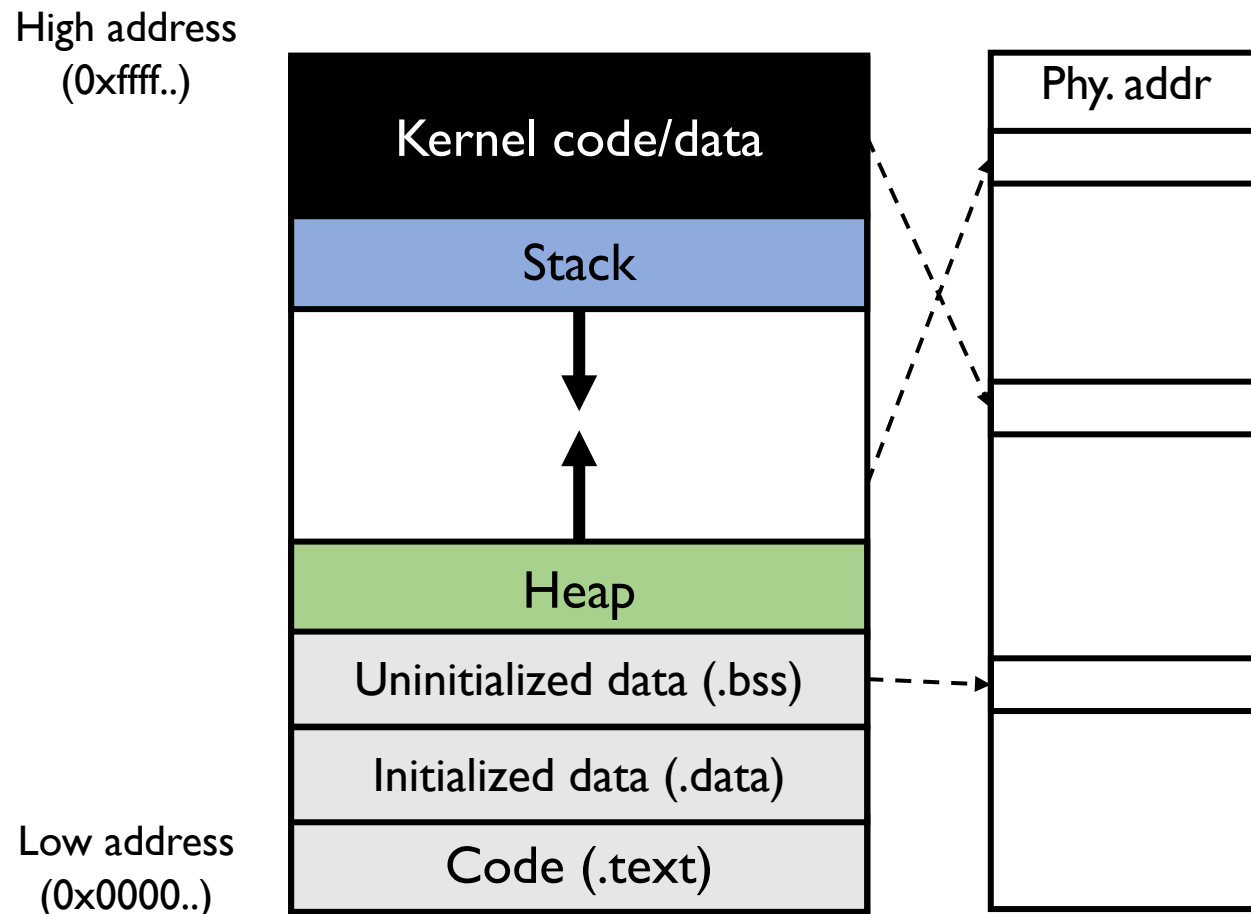 High address
(0xffff..)
Phy. addr
Kernel code/data
Stack
Heap
Uninitialized data (.bss)
Initialized data (.data)
Low address
(0x0000..)
Code (.text)